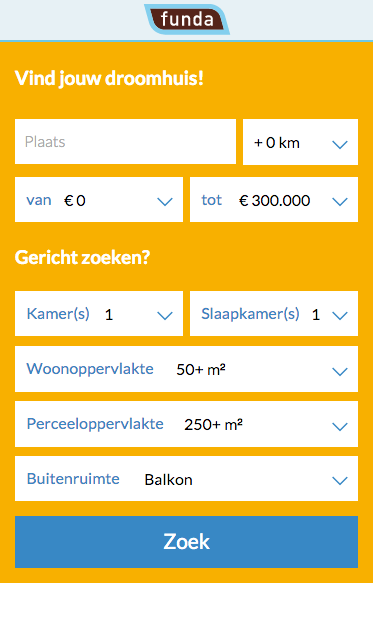 funda
Vind jouw droomhuis!
Plaats + 0 km
van € 0 tot € 300.000
Gericht zoeken?
Kamer(s) 1 Slaapkamer(s) 1
Woonoppervlakte 50+ m²
Perceeloppervlakte 250+ m²
Buitenruimte Balkon
Zoek